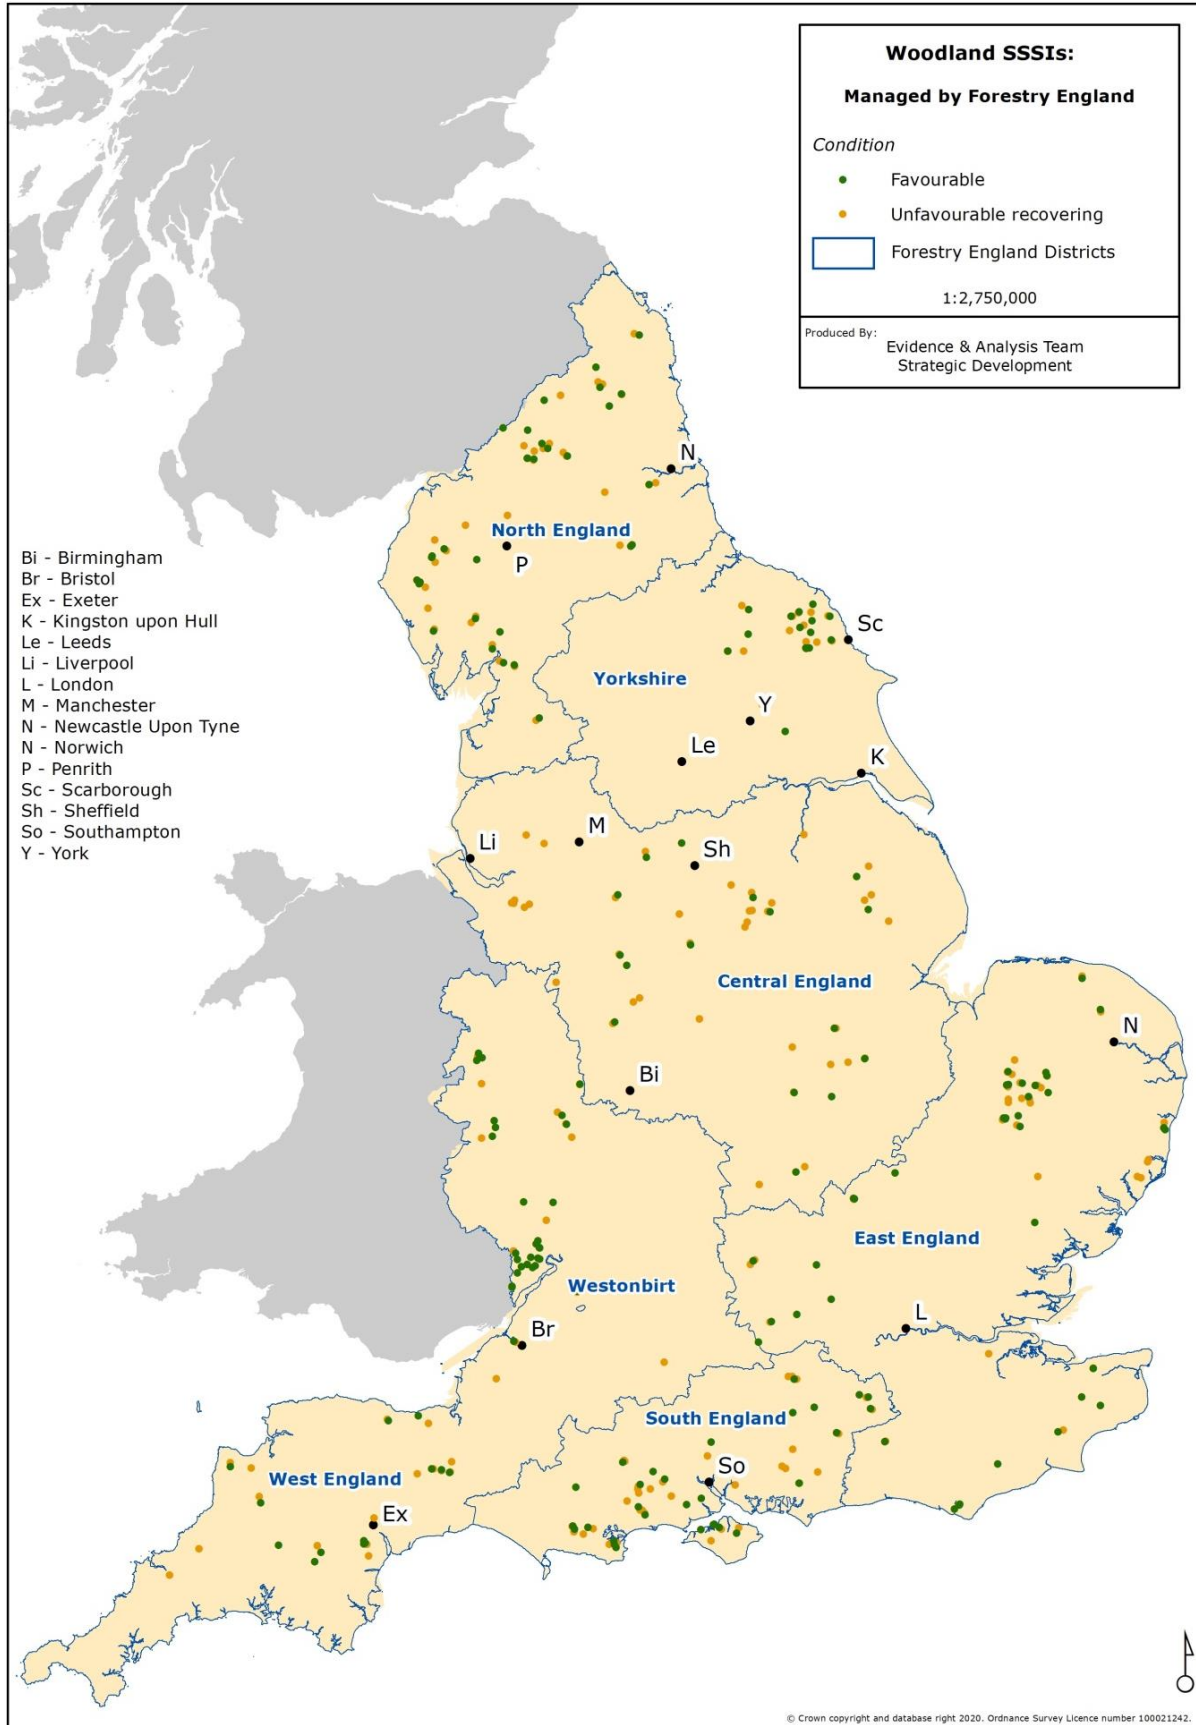 Woodland SSSIs:
Managed by Forestry England
Condition
Favourable
Unfavourable recovering
Forestry England Districts
1:2,750,000
Produced By:
Evidence & Analysis Team
Strategic Development
Bi - Birmingham
Br - Bristol
Ex - Exeter
K - Kingston upon Hull
Le - Leeds
Li - Liverpool
L - London
M - Manchester
N - Newcastle Upon Tyne
N - Norwich
P - Penrith
Sc - Scarborough
Sh - Sheffield
So - Southampton
Y - York
N
North England
P
Sc
Yorkshire
Y
Le
K
M
Li
Sh
Central England
N
Bi
East England
Westonbirt
L
Br
South England
West England
So
Ex
© Crown copyright and database right 2020. Ordnance Survey Licence number 100021242.